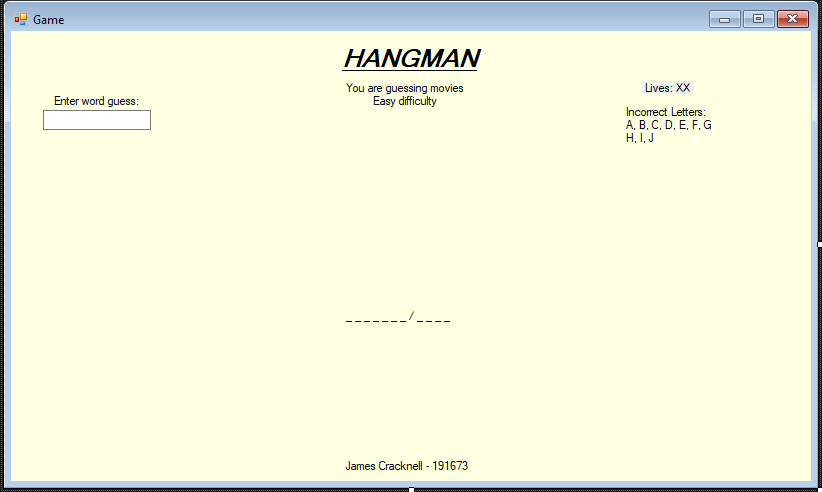 Game
HANGMAN
You are guessing movies
Easy difficulty
Enter word guess:
Lives: XX
Incorrect Letters:
A, B, C, D, E, F, G
H, I, J
_ _ _ _ _ _ _ / _ _ _ _
James Cracknell - 191673